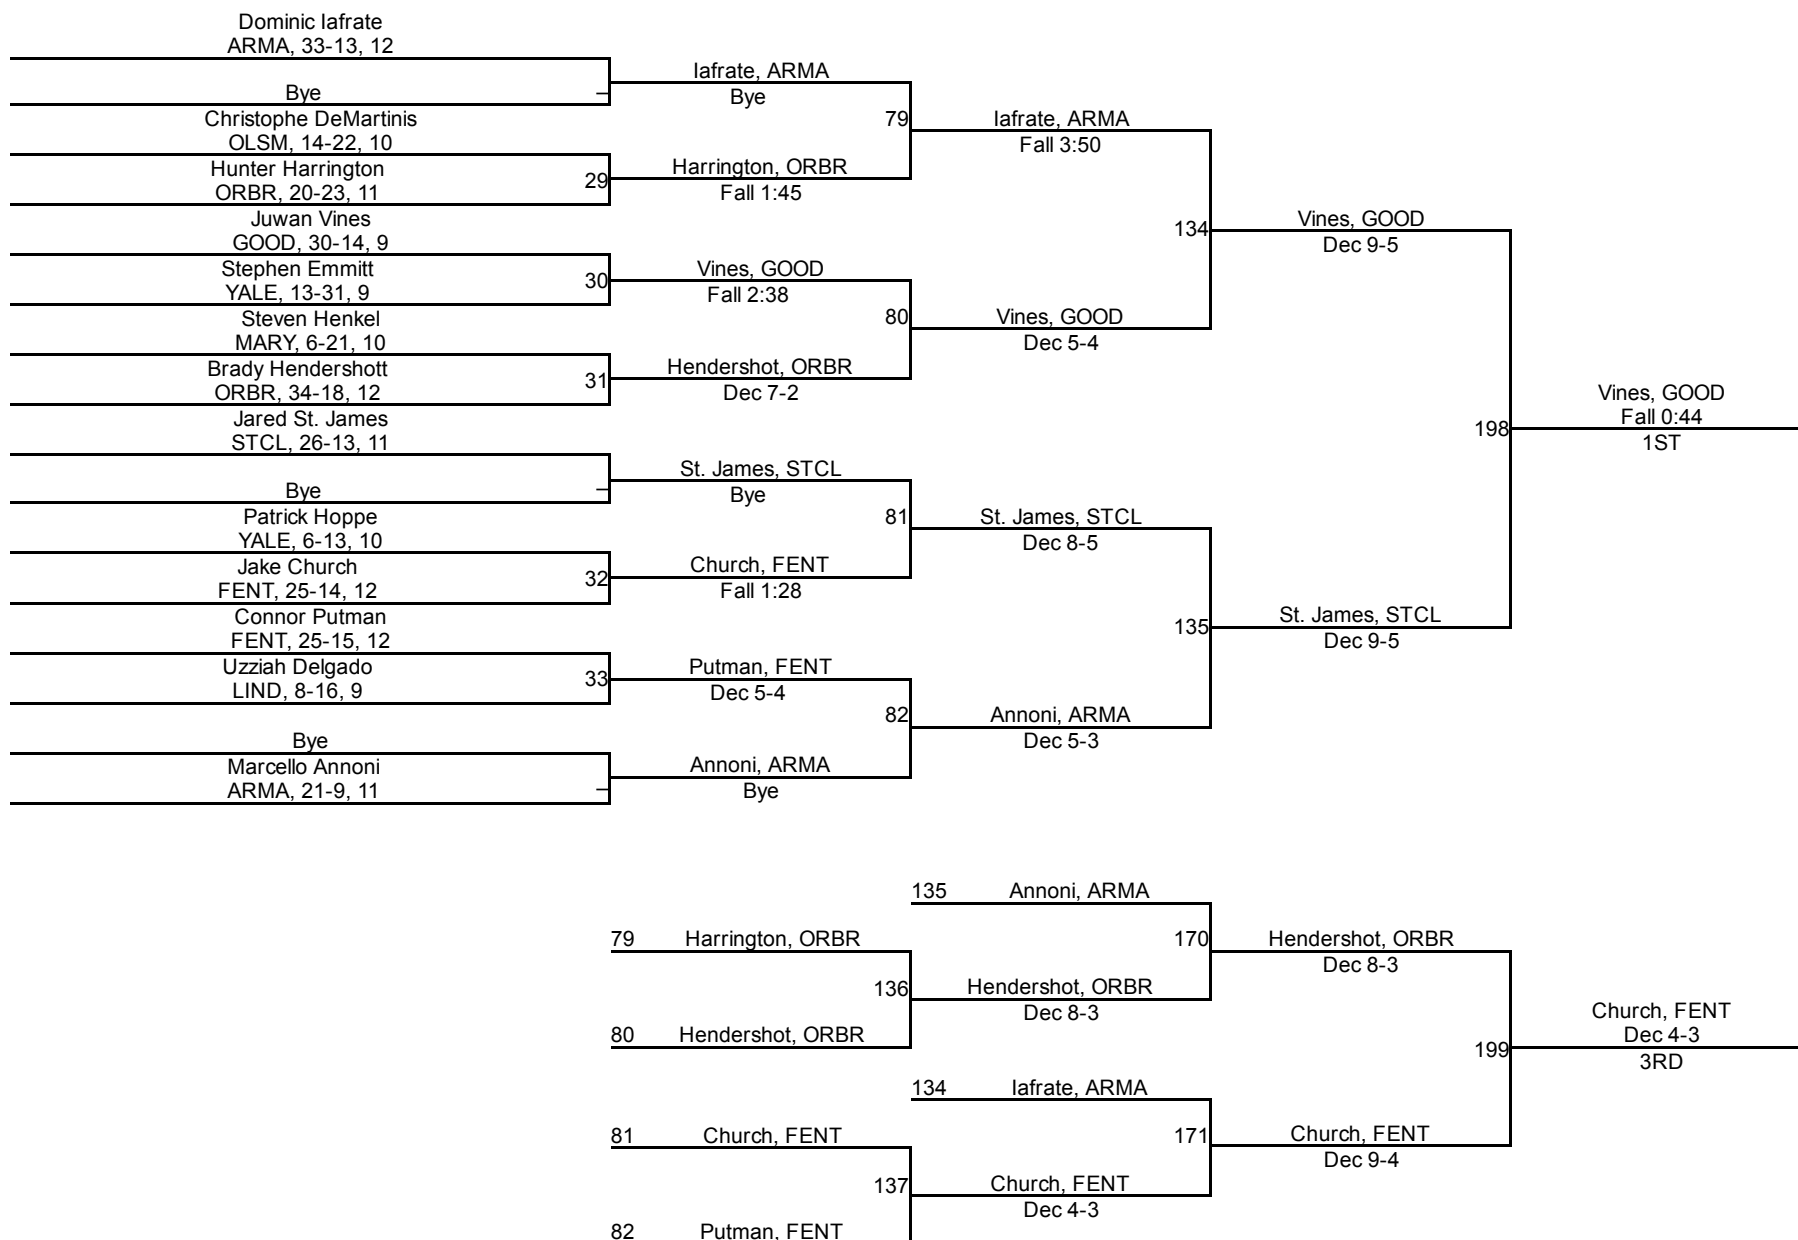 Dominic Iafrate
ARMA, 33-13, 12
Bye
Christophe DeMartinis
OLSM, 14-22, 10
Hunter Harrington
ORBR, 20-23, 11
Juwan Vines
GOOD, 30-14, 9
Stephen Emmitt
YALE, 13-31, 9
Steven Henkel
MARY, 6-21, 10
Brady Hendershott
ORBR, 34-18, 12
Jared St. James
STCL, 26-13, 11
Bye
Patrick Hoppe
YALE, 6-13, 10
Jake Church
FENT, 25-14, 12
Connor Putman
FENT, 25-15, 12
Uzziah Delgado
LIND, 8-16, 9
Bye
Marcello Annoni
ARMA, 21-9, 11
Iafrate, ARMA
Bye
29
Harrington, ORBR
Fall 1:45
30
Vines, GOOD
Fall 2:38
31
Hendershot, ORBR
Dec 7-2
St. James, STCL
Bye
32
Church, FENT
Fall 1:28
33
Putman, FENT
Dec 5-4
Annoni, ARMA
Bye
79
Iafrate, ARMA
Fall 3:50
80
Vines, GOOD
Dec 5-4
81
St. James, STCL
Dec 8-5
82
Annoni, ARMA
Dec 5-3
134
Vines, GOOD
Dec 9-5
135
St. James, STCL
Dec 9-5
198
Vines, GOOD
Fall 0:44
1ST
135 Annoni, ARMA
79 Harrington, ORBR
136
Hendershot, ORBR
Dec 8-3
80 Hendershot, ORBR
170
Hendershot, ORBR
Dec 8-3
134 Iafrate, ARMA
81 Church, FENT
137
Church, FENT
Dec 4-3
82 Putman, FENT
171
Church, FENT
Dec 9-4
199
Church, FENT
Dec 4-3
3RD